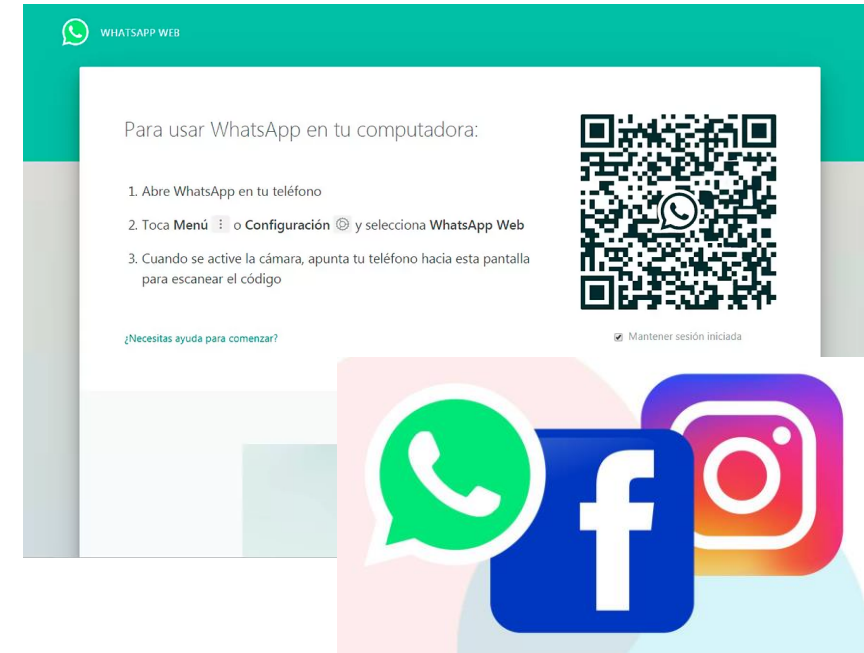 WHATSAPP WEB
Para usar WhatsApp en tu computadora:
1. Abre WhatsApp en tu teléfono
2. Toca Menú o Configuración y selecciona WhatsApp Web
3. Cuando se active la cámara, apunta tu teléfono hacia esta pantalla
para escanear el código
¿Necesitas ayuda para comenzar?
Mantener sesión iniciada
f